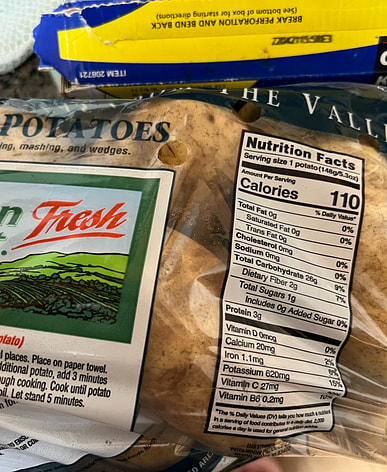 BREAK PERFORATION AND BEND BACK
(See bottom of box for starting directions)
ITEM 208721
THE VALL
POTATOES
ing, mashing, and wedges.
Fresh
otato)
l places. Place on paper towel.
dditional potato, add 3 minutes
ough cooking. Cook until potato
oil. Let stand 5 minutes.
Nutrition Facts
Serving size 1 potato (148g/5.3oz)
Amount Per Serving
Calories 110
% Daily Value*
Total Fat 0g 0%
Saturated Fat 0g 0%
Trans Fat 0g
Cholesterol 0mg 0%
Sodium 0mg 0%
Total Carbohydrate 26g 9%
Dietary Fiber 2g 7%
Total Sugars 1g
Includes 0g Added Sugar 0%
Protein 3g
Vitamin D 0mcg 0%
Calcium 20mg 2%
Iron 1.1mg 6%
Potassium 620mg 15%
Vitamin C 27mg
Vitamin B6 0.2mg
*The % Daily Values (DV) tells you how much a nutrient
in a serving of food contributes to a daily diet. 2,000
calories a day is used for general nutrition